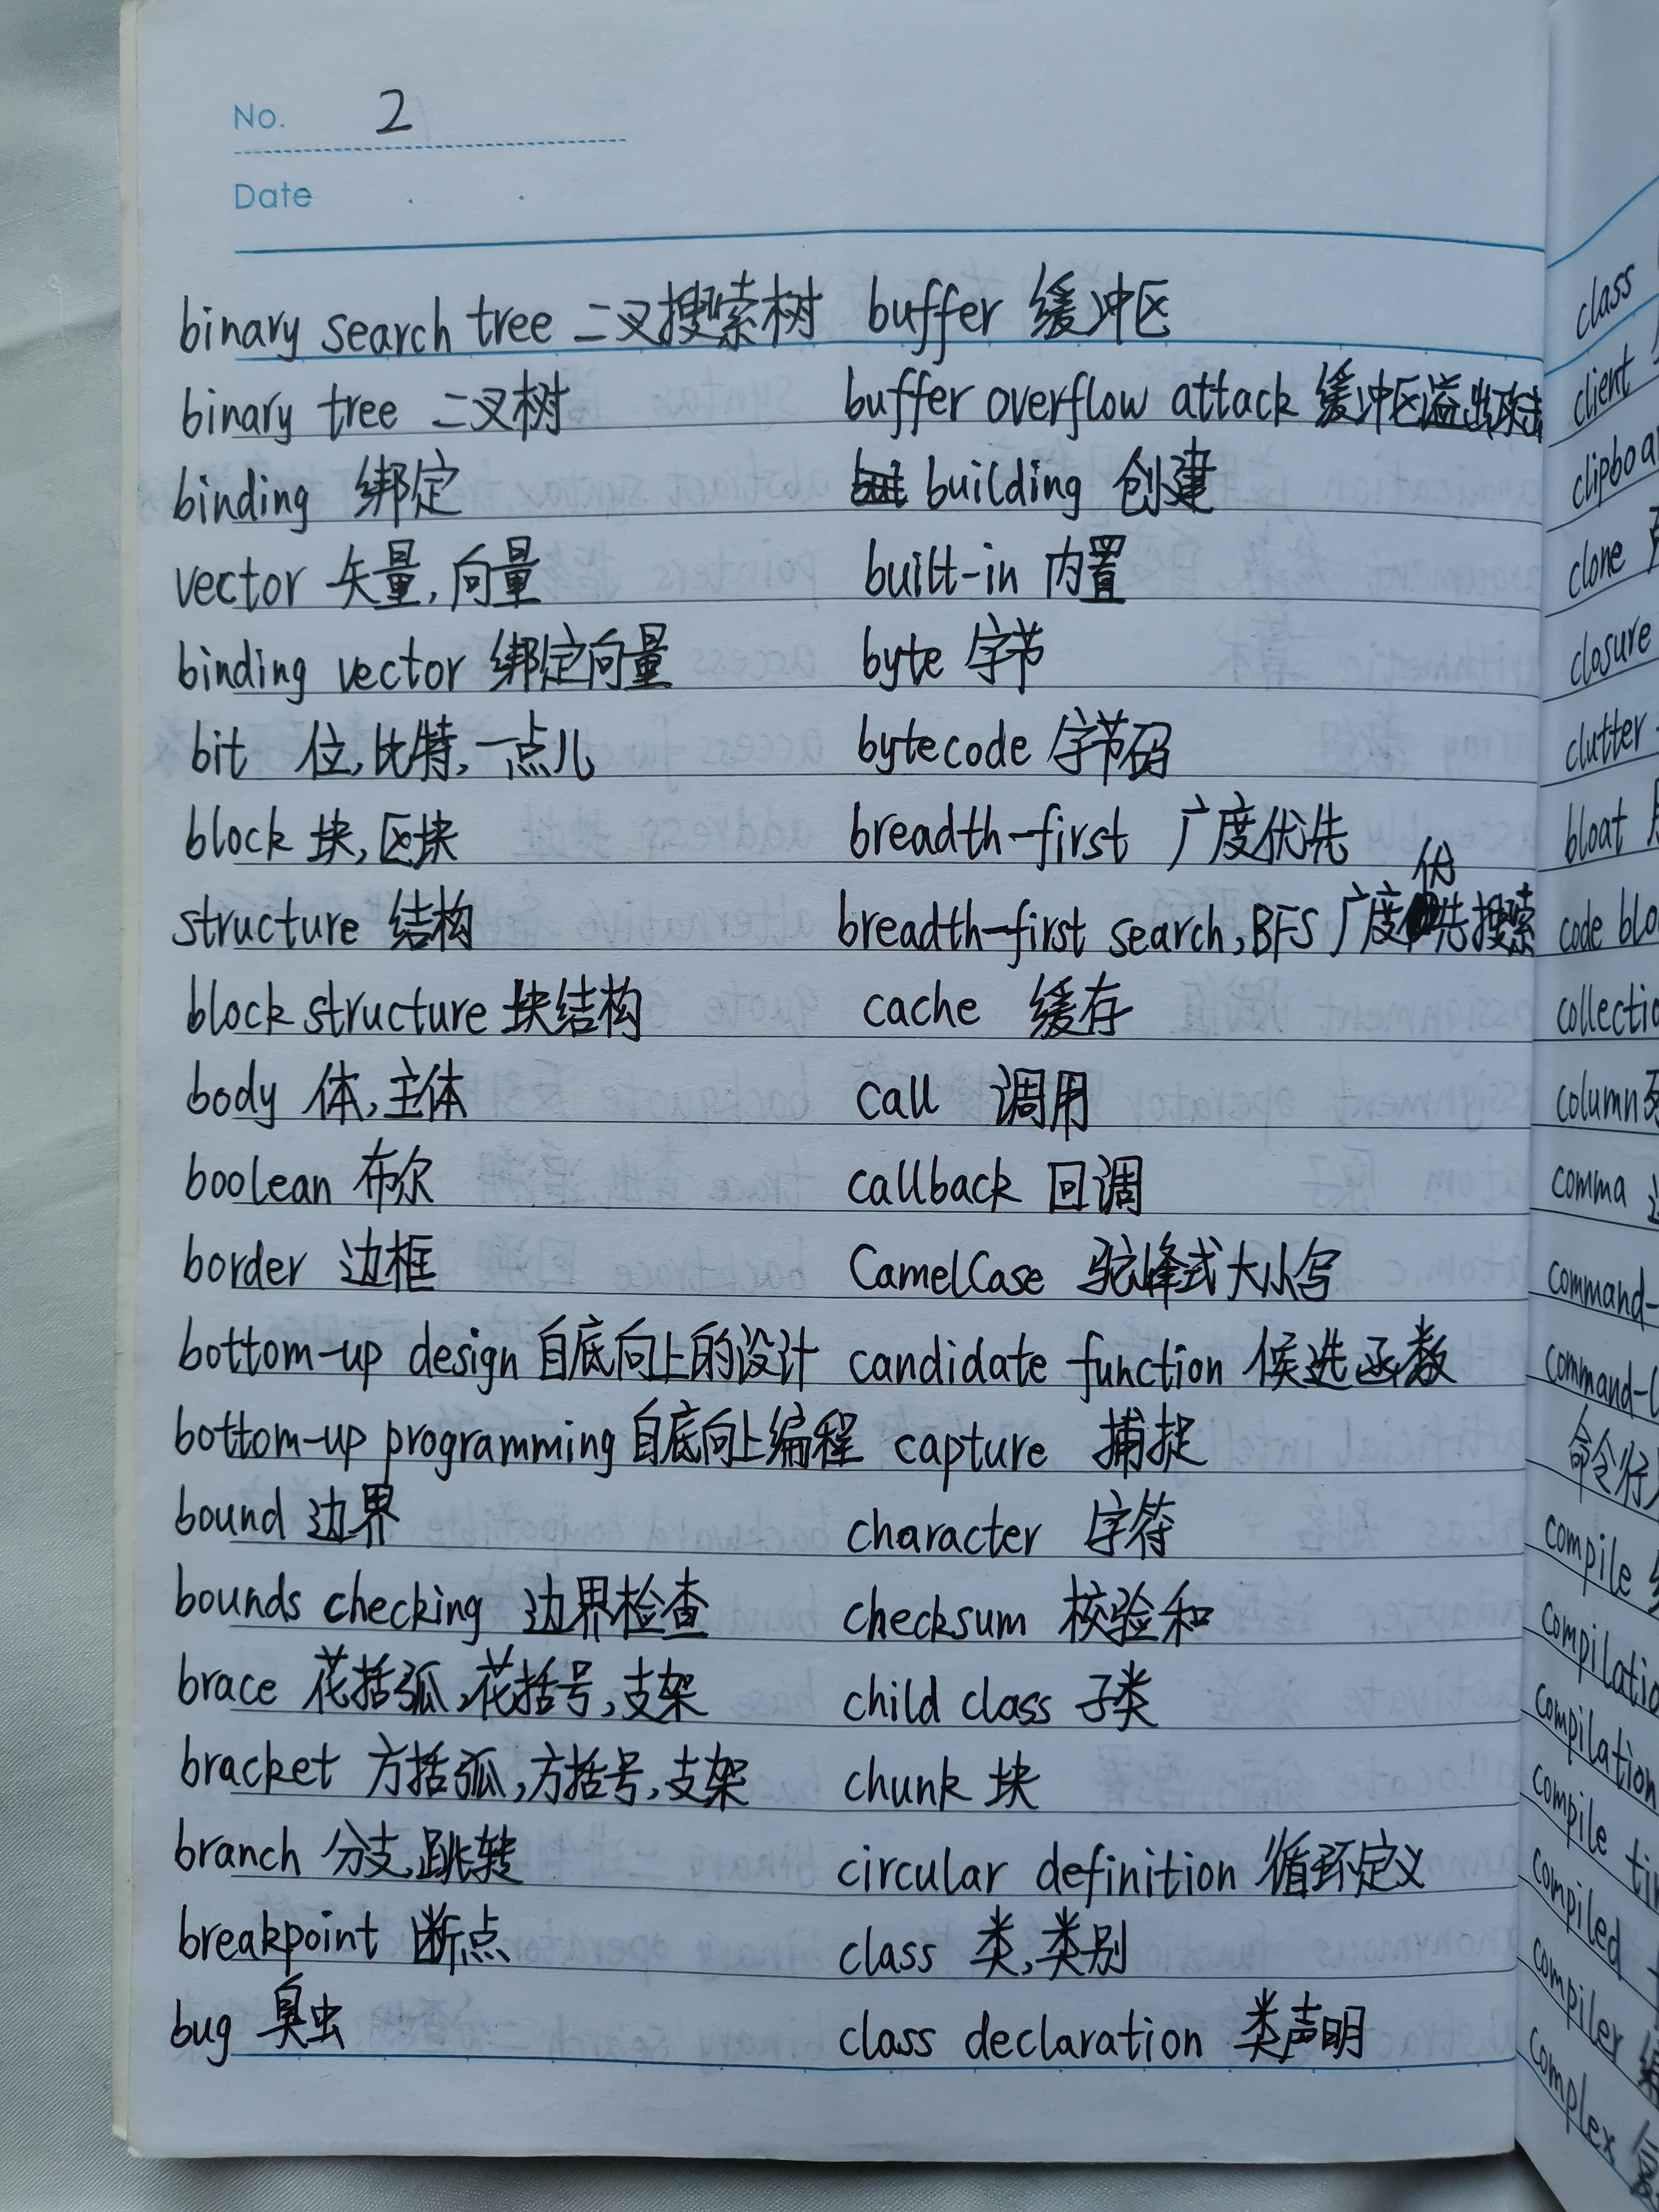 No. 2
Date
binary search tree 二叉搜索树
binary tree 二叉树
binding 绑定
vector 矢量,向量
binding vector 绑定向量
bit 位,比特,一点儿
block 块,区块
structure 结构
block structure 块结构
body 体,主体
boolean 布尔
border 边框
bottom-up design 自底向上的设计
bottom-up programming 自底向上编程
bound 边界
bounds checking 边界检查
brace 花括弧,花括号,支架
bracket 方括弧,方括号,支架
branch 分支,跳转
breakpoint 断点
bug 臭虫
buffer 缓冲区
buffer overflow attack 缓冲区溢出攻击
building 创建
built-in 内置
byte 字节
bytecode 字节码
breadth-first 广度优先
breadth-first search, BFS 广度优先搜索
cache 缓存
call 调用
callback 回调
CamelCase 驼峰式大小写
candidate function 候选函数
capture 捕捉
character 字符
checksum 校验和
child class 子类
chunk 块
circular definition 循环定义
class 类,类别
class declaration 类声明
class
client
clipboa
clone
closure
clutter
bloat
code blo
collectio
column
comma
command-
command-l
命令行
compile
compilatio
compilation
compile ti
compiled
compiler 编
complex